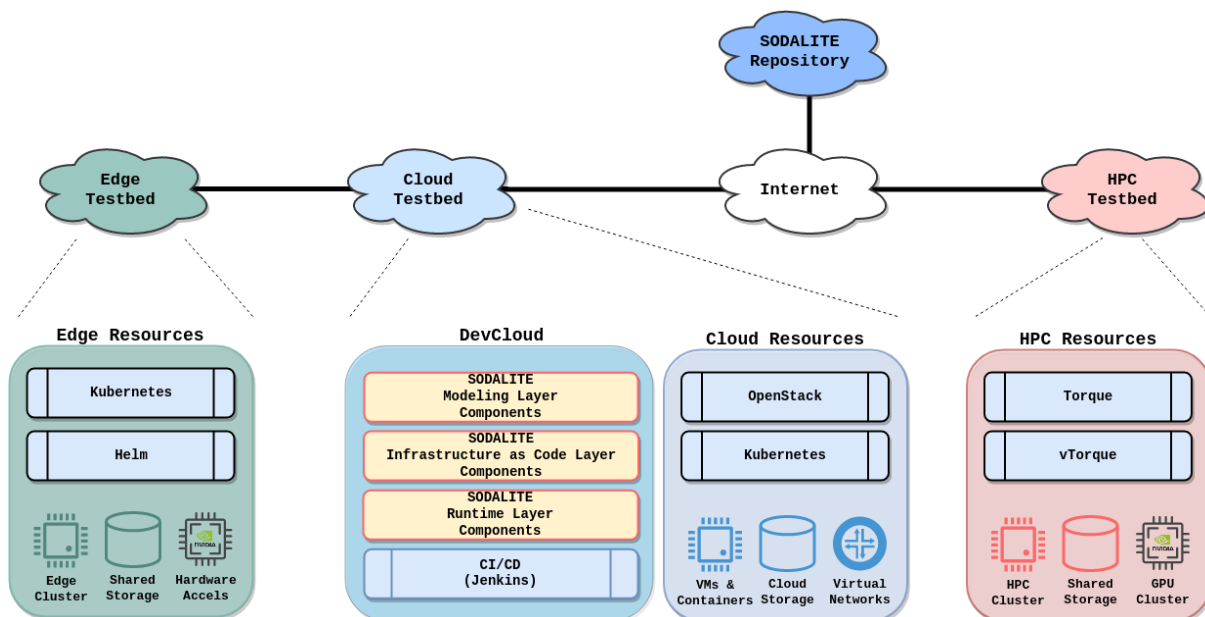 SODALITE
Repository
Edge
Testbed
Cloud
Testbed
Internet
HPC
Testbed
Edge Resources
Kubernetes
Helm
Edge
Cluster
Shared
Storage
NVIDIA
Hardware
Accels
DevCloud
SODALITE
Modeling Layer
Components
SODALITE
Infrastructure as Code Layer
Components
SODALITE
Runtime Layer
Components
CI/CD
(Jenkins)
Cloud Resources
OpenStack
Kubernetes
VMs &
Containers
Cloud
Storage
Virtual
Networks
HPC Resources
Torque
vTorque
HPC
Cluster
Shared
Storage
NVIDIA
GPU
Cluster